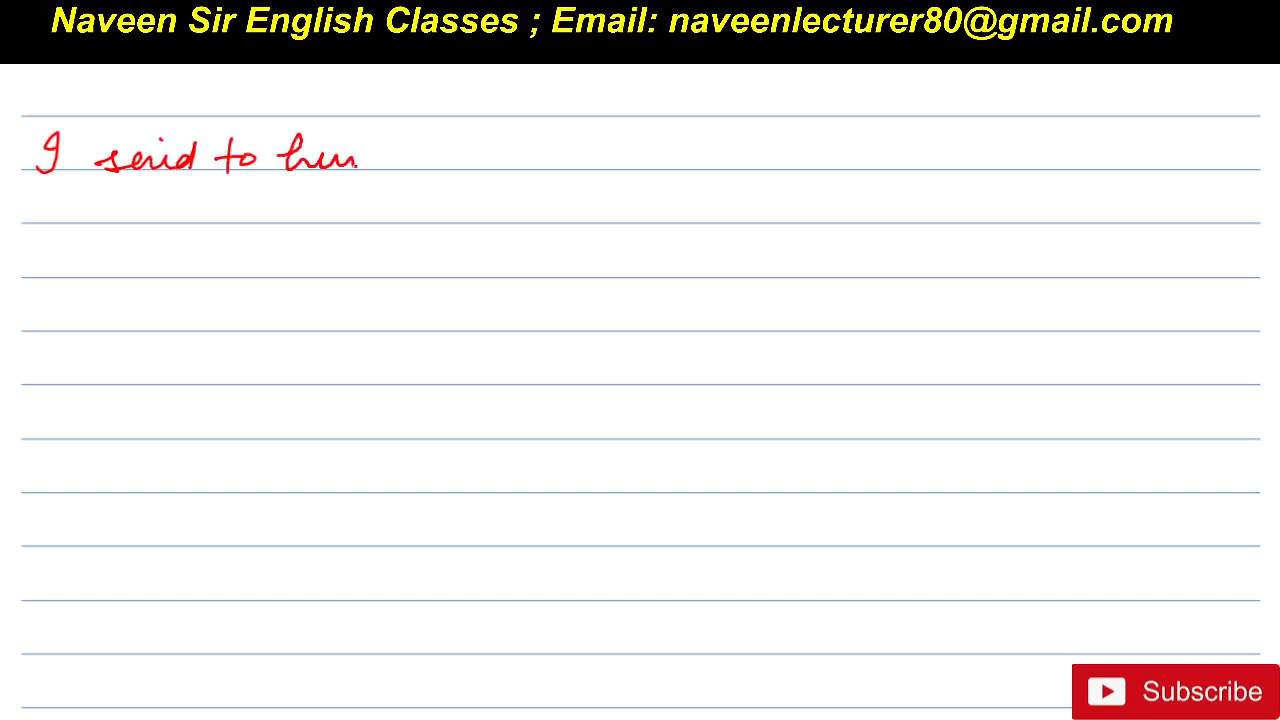 Naveen Sir English Classes ; Email: naveenlecturer80@gmail.com
I said to him
Subscribe